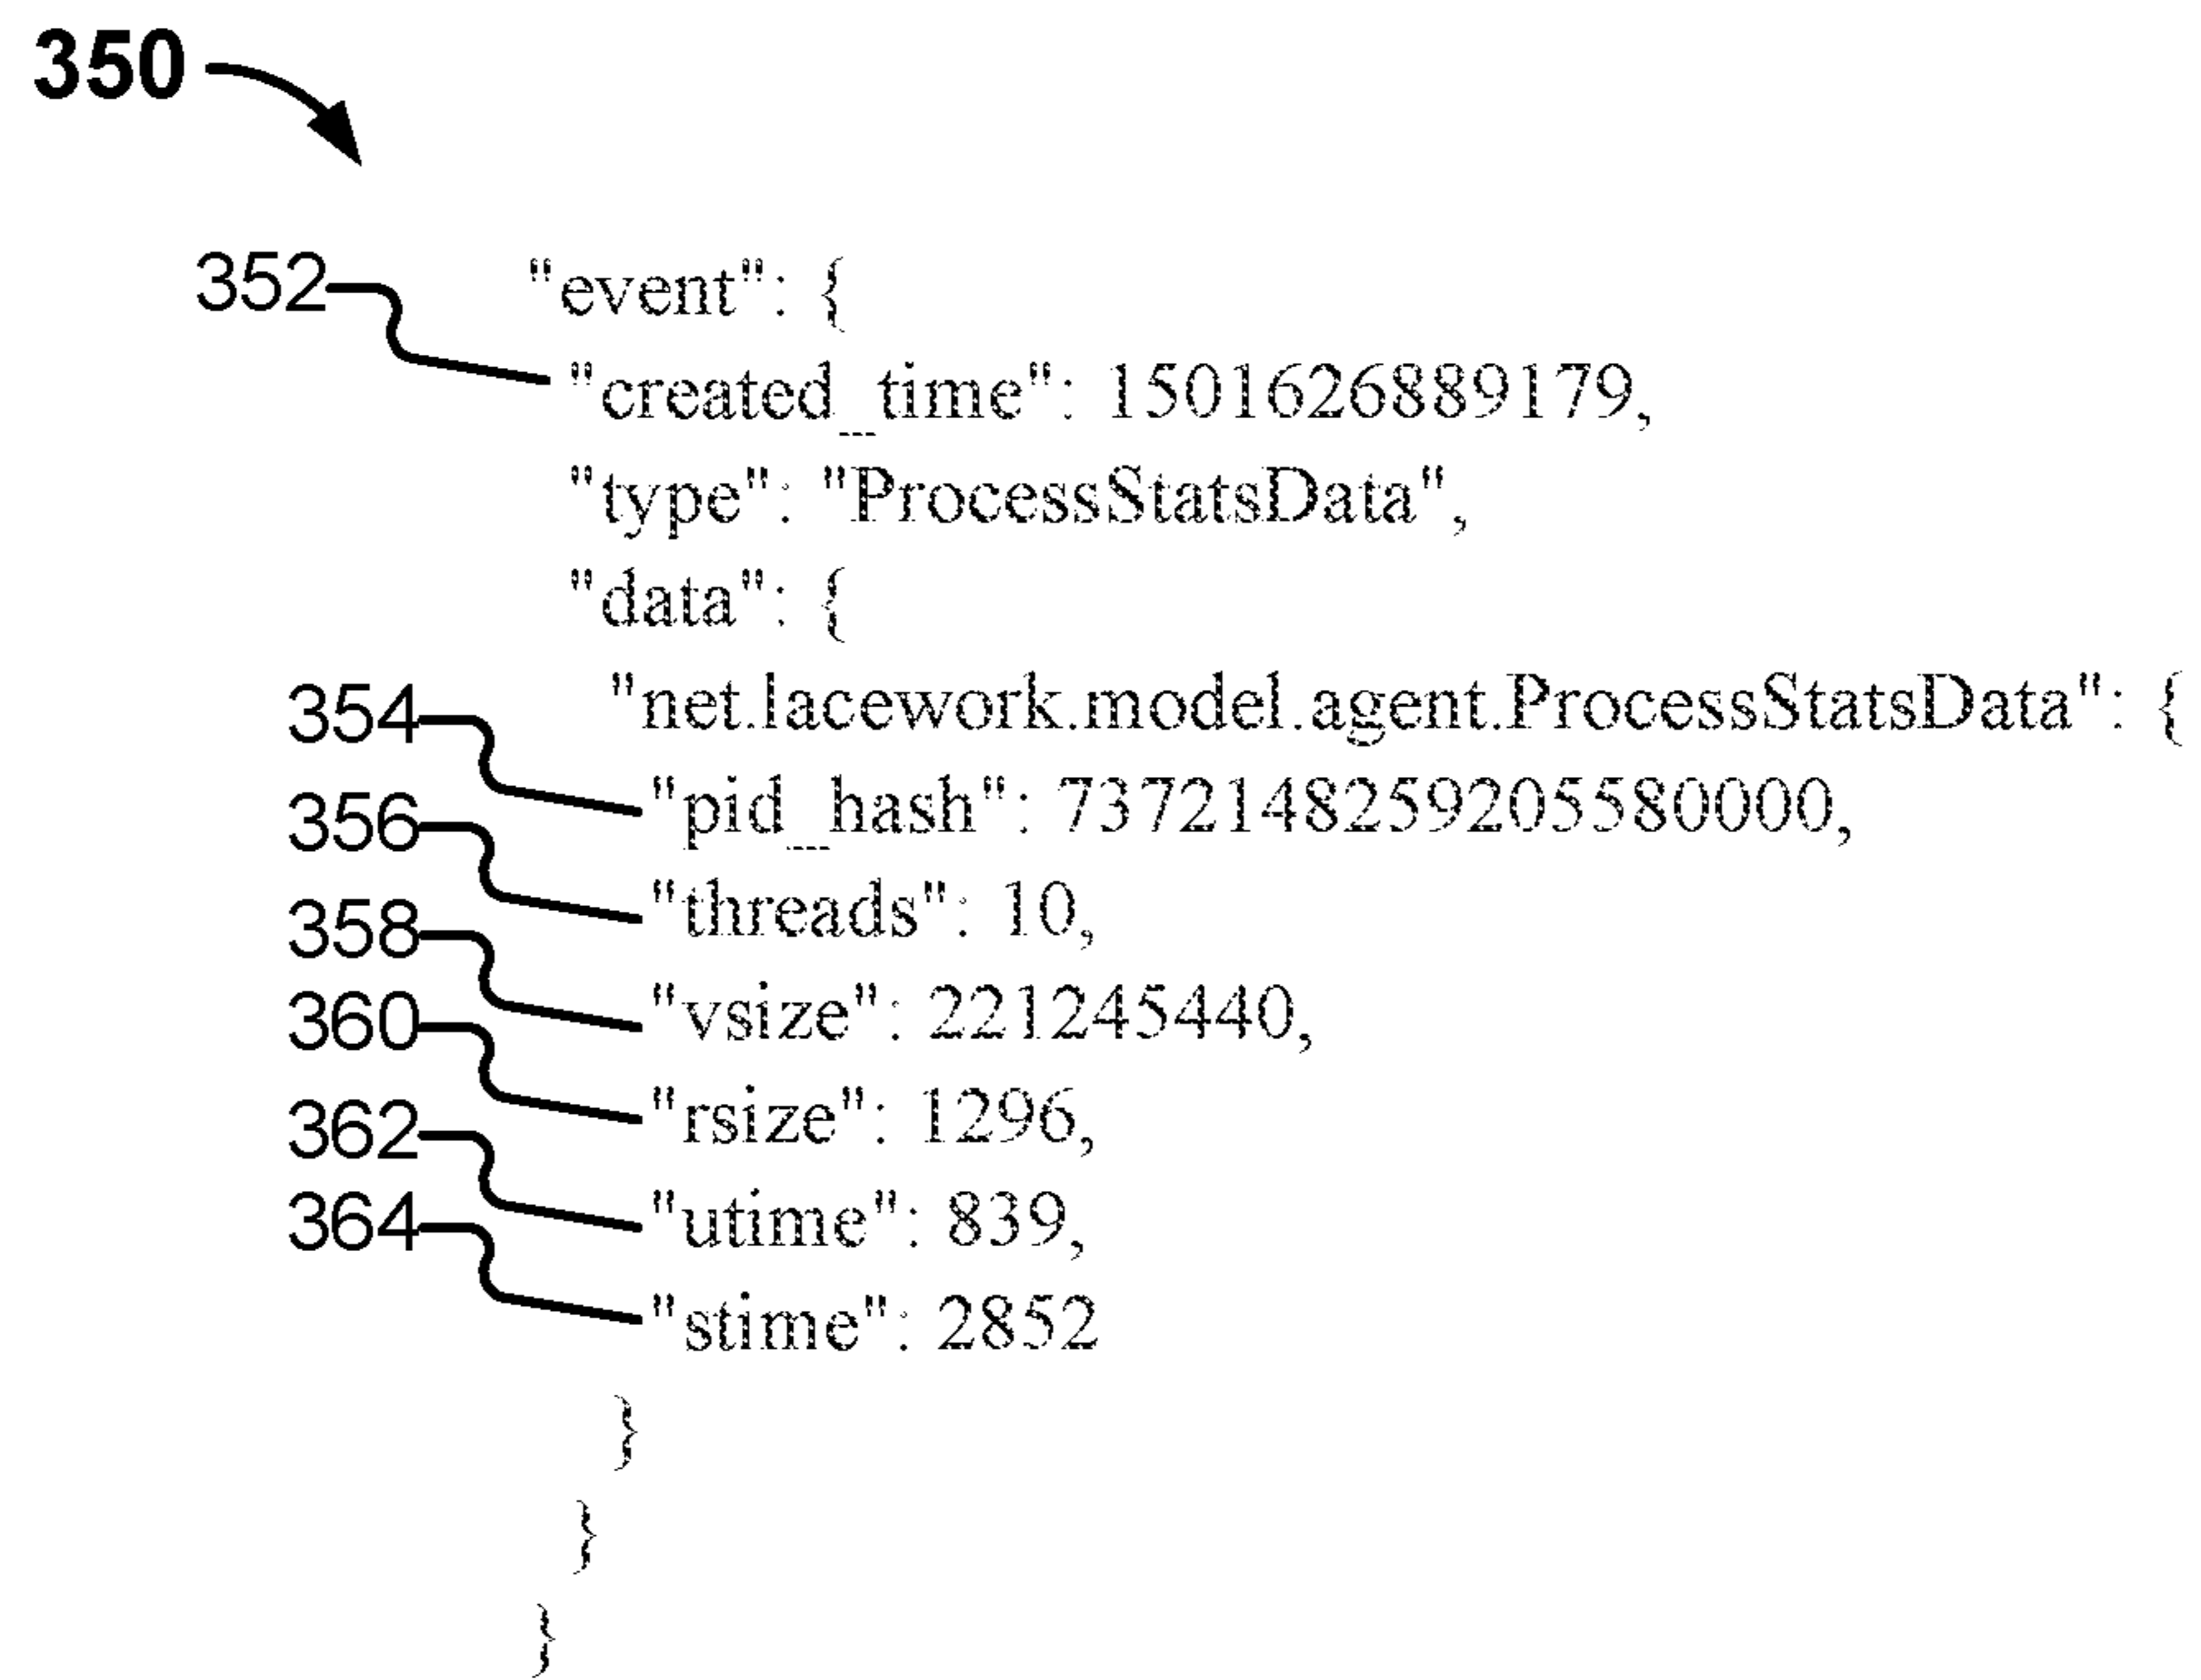 350
352 "event": {
"created_time": 1501626889179,
"type": "ProcessStatsData",
"data": {
"net.lacework.model.agent.ProcessStatsData": {
354 "pid_hash": 7372148259205580000,
356 "threads": 10,
358 "vsize": 221245440,
360 "rsize": 1296,
362 "utime": 839,
364 "stime": 2852
}
}
}